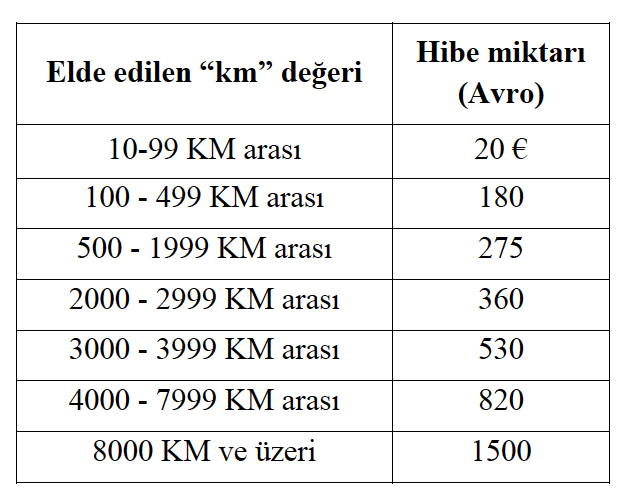 Elde edilen “km” değeri
Hibe miktarı
(Avro)
10-99 KM arası
20 €
100 - 499 KM arası
180
500 - 1999 KM arası
275
2000 - 2999 KM arası
360
3000 - 3999 KM arası
530
4000 - 7999 KM arası
820
8000 KM ve üzeri
1500